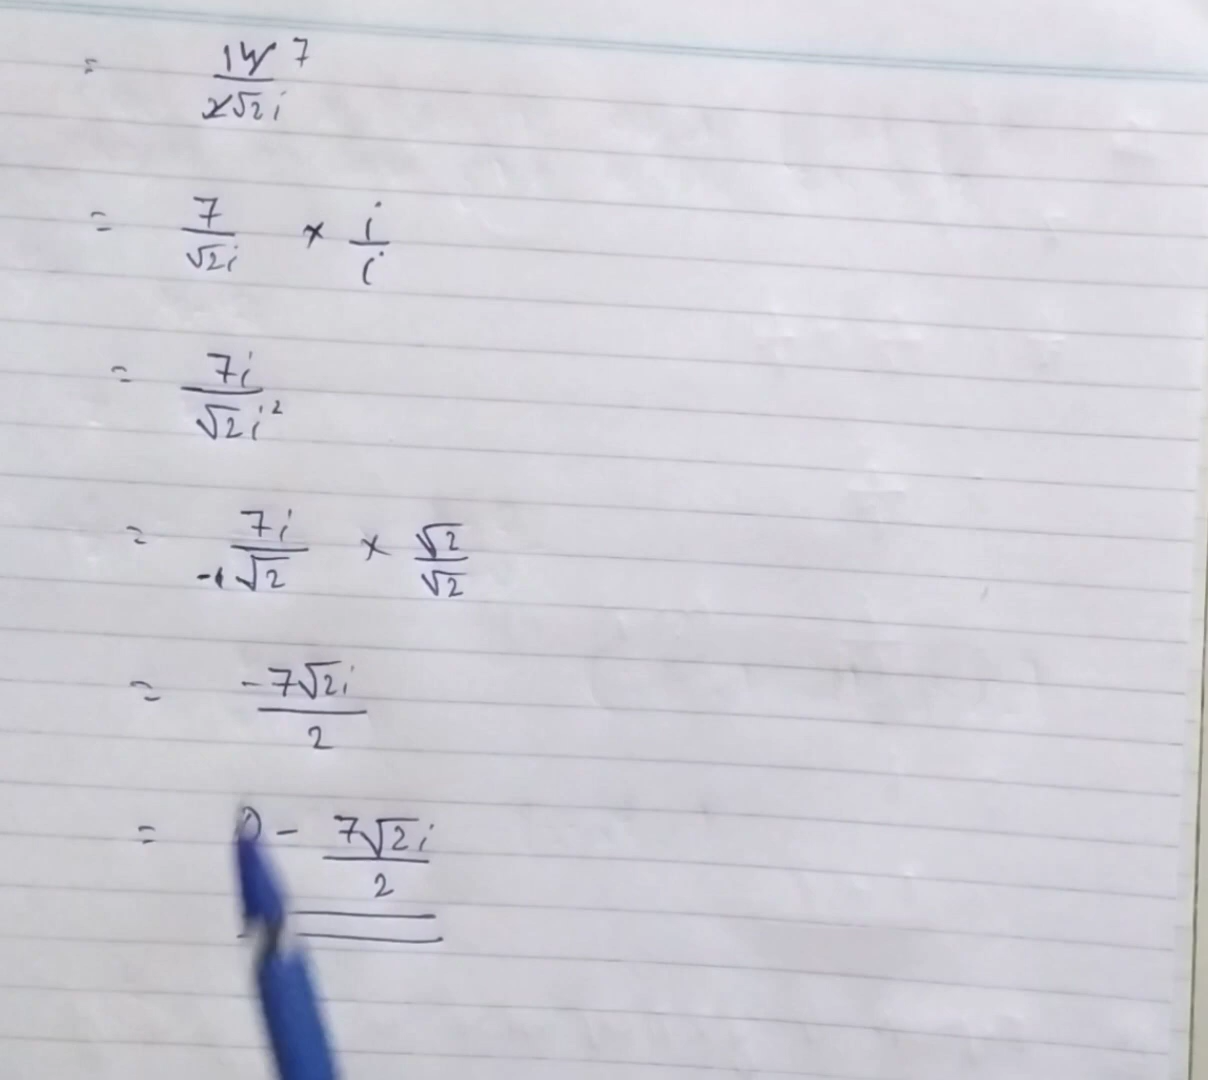 = 14 7 / 2√2i
= 7 / √2i × i / i
= 7i / √2i²
= 7i / -1√2 × √2 / √2
= -7√2i / 2
= 0 - 7√2i / 2